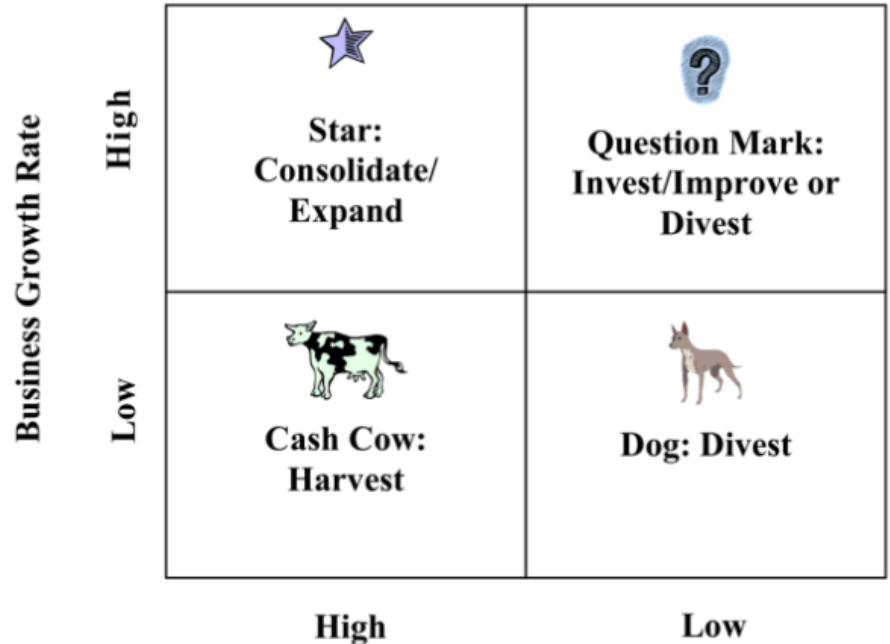 Business Growth Rate
High
Star:
Consolidate/
Expand
?
Question Mark:
Invest/Improve or
Divest
Low
Cash Cow:
Harvest
Dog: Divest
High
Low